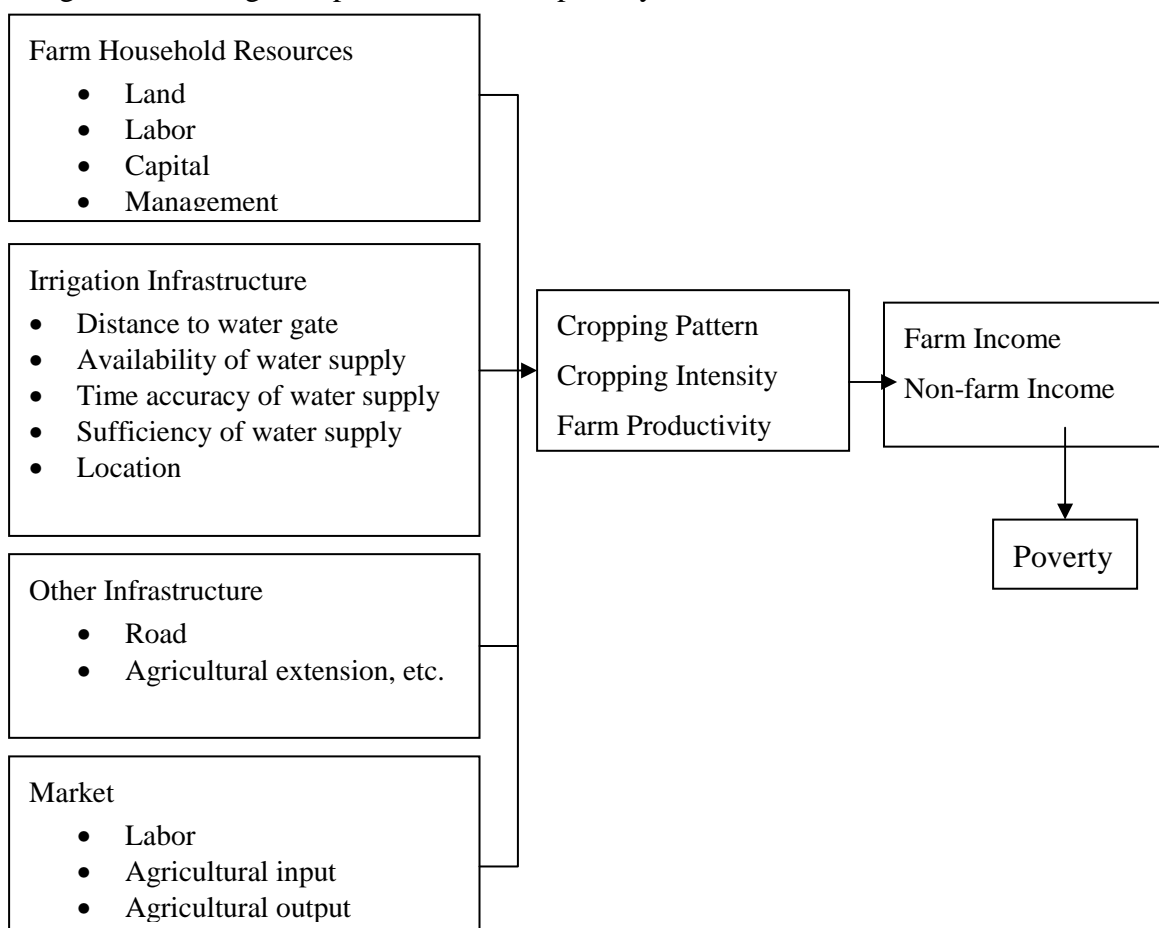 Farm Household Resources
• Land
• Labor
• Capital
• Management
Irrigation Infrastructure
• Distance to water gate
• Availability of water supply
• Time accuracy of water supply
• Sufficiency of water supply
• Location
Other Infrastructure
• Road
• Agricultural extension, etc.
Market
• Labor
• Agricultural input
• Agricultural output
Cropping Pattern
Cropping Intensity
Farm Productivity
Farm Income
Non-farm Income
Poverty